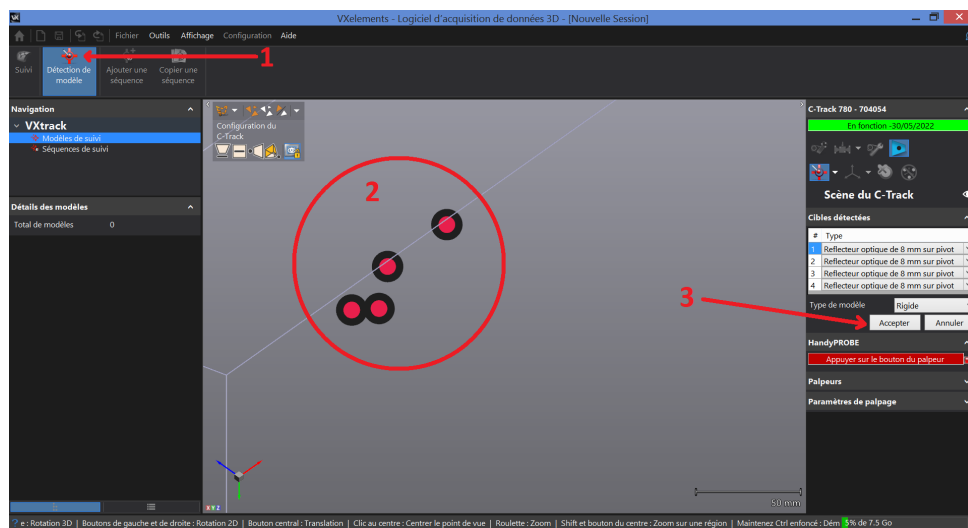 VXelements - Logiciel d'acquisition de données 3D - [Nouvelle Session]
Fichier Outils Affichage Configuration Aide
1
Suivi
Détection de modèle
Ajouter une séquence
Copier une séquence
Navigation
VXtrack
Modèles de suivi
Séquences de suivi
Détails des modèles
Total de modèles 0
Configuration du
C-Track
2
X Y Z
50 mm
C-Track 780 - 704054
En fonction -30/05/2022
Scène du C-Track
Cibles détectées
# Type
1 Réflecteur optique de 8 mm sur pivot
2 Réflecteur optique de 8 mm sur pivot
3 Réflecteur optique de 8 mm sur pivot
4 Réflecteur optique de 8 mm sur pivot
3
Type de modèle Rigide
Accepter Annuler
HandyPROBE
Appuyer sur le bouton du palpeur
Palpeurs
Paramètres de palpage
e : Rotation 3D | Boutons de gauche et de droite : Rotation 2D | Bouton central : Translation | Clic au centre : Centrer le point de vue | Roulette : Zoom | Shift et bouton du centre : Zoom sur une région | Maintenez Ctrl enfoncé : Dém 5% de 7.5 Go